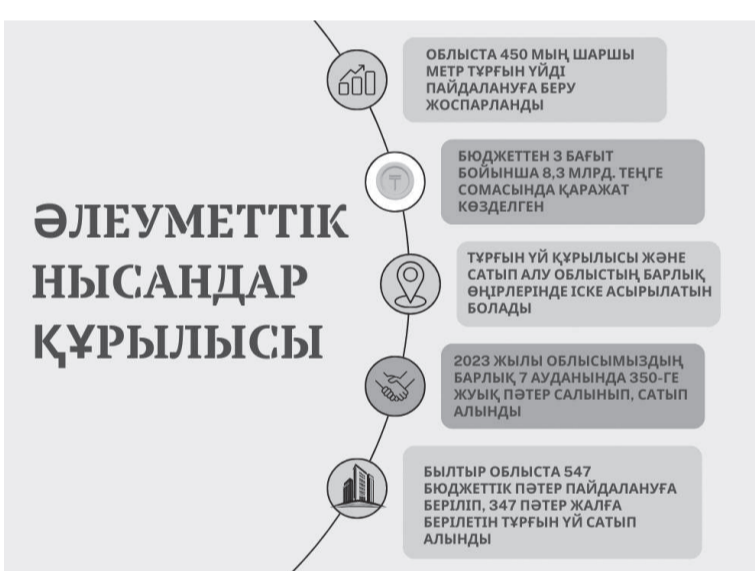 ӘЛЕУМЕТТІК
НЫСАНДАР
ҚҰРЫЛЫСЫ
ОБЛЫСТА 450 МЫҢ ШАРШЫ
МЕТР ТҰРҒЫН ҮЙДІ
ПАЙДАЛАНУҒА БЕРУ
ЖОСПАРЛАНДЫ
БЮДЖЕТТЕН 3 БАҒЫТ
БОЙЫНША 8,3 МЛРД. ТЕҢГЕ
СОМАСЫНДА ҚАРАЖАТ
КӨЗДЕЛГЕН
ТҰРҒЫН ҮЙ ҚҰРЫЛЫСЫ ЖӘНЕ
САТЫП АЛУ ОБЛЫСТЫҢ БАРЛЫҚ
ӨҢІРЛЕРІНДЕ ІСКЕ АСЫРЫЛАТЫН
БОЛАДЫ
2023 ЖЫЛЫ ОБЛЫСЫМЫЗДЫҢ
БАРЛЫҚ 7 АУДАНЫНДА 350-ГЕ
ЖУЫҚ ПӘТЕР САЛЫНЫП, САТЫП
АЛЫНДЫ
БЫЛТЫР ОБЛЫСТА 547
БЮДЖЕТТІК ПӘТЕР ПАЙДАЛАНУҒА
БЕРІЛІП, 347 ПӘТЕР ЖАЛҒА
БЕРІЛЕТІН ТҰРҒЫН ҮЙ САТЫП
АЛЫНДЫ